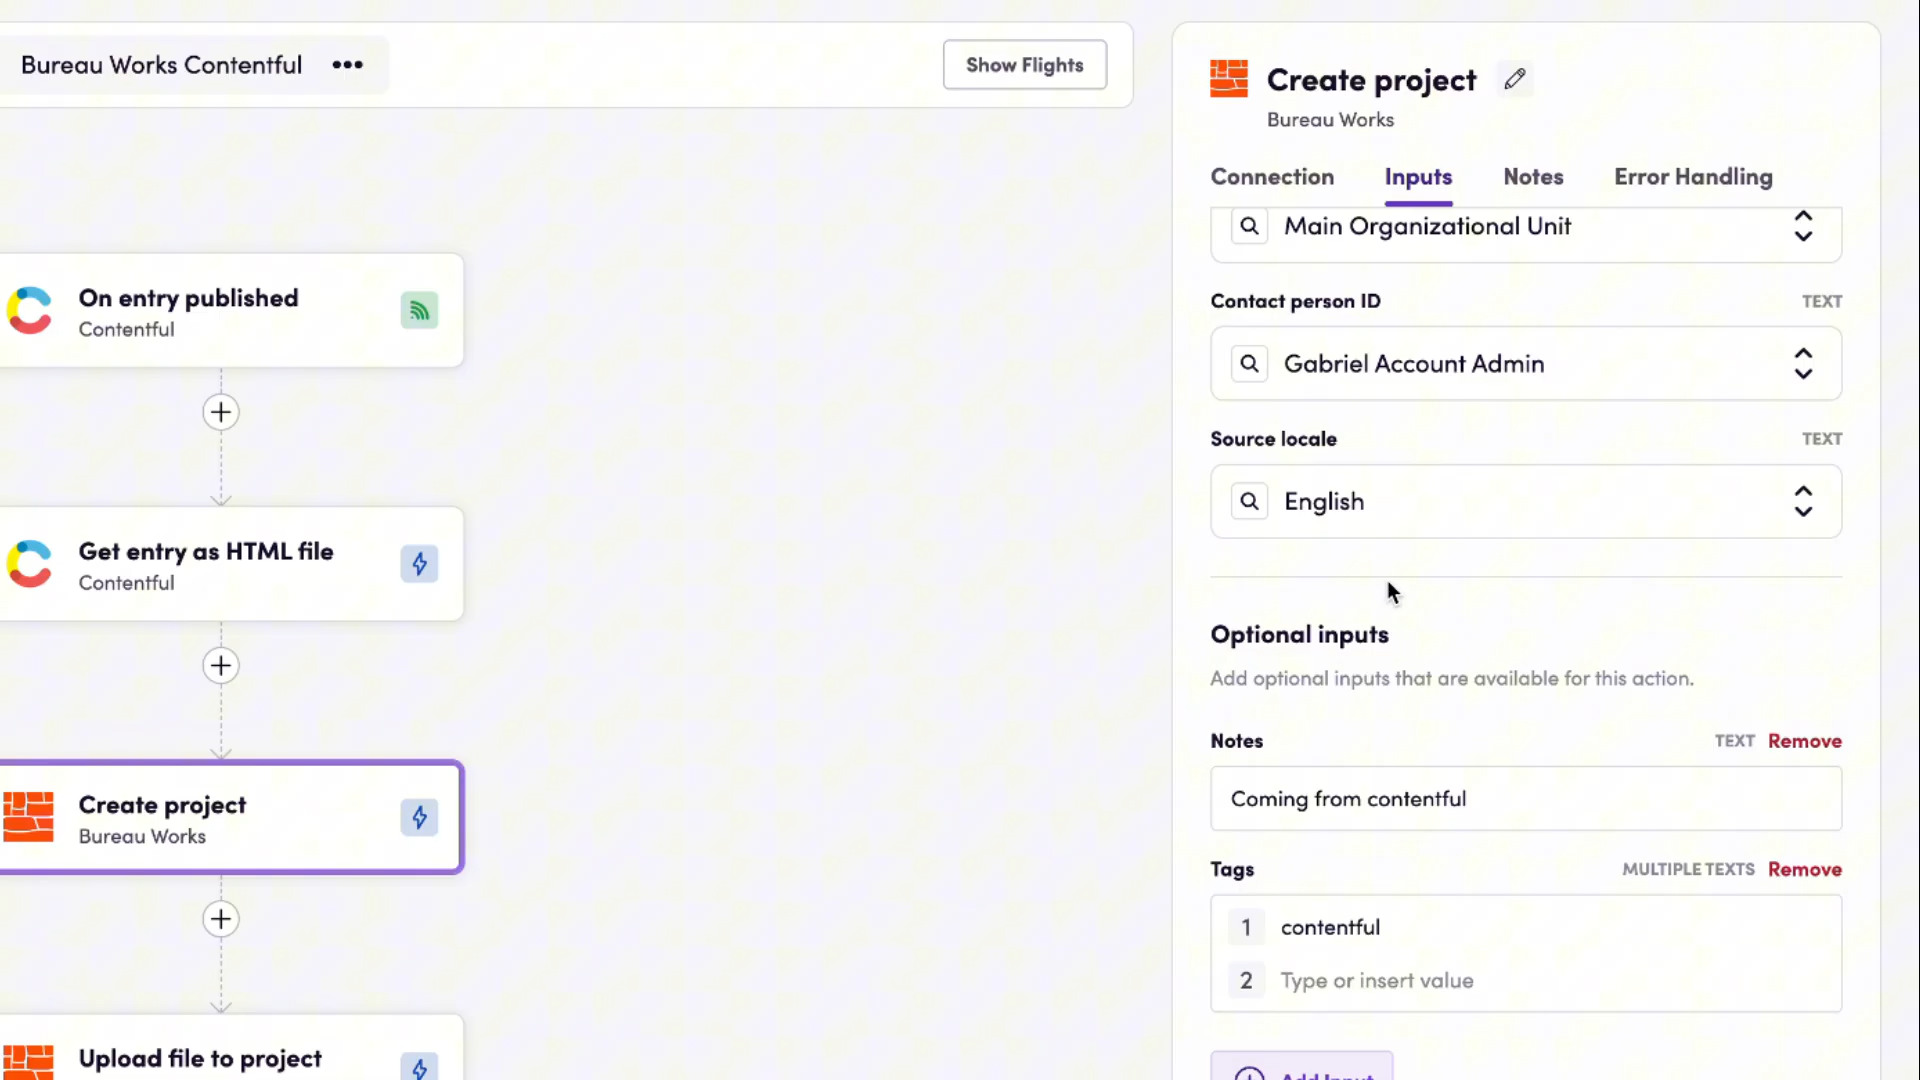 Bureau Works Contentful
Show Flights
On entry published
Contentful
Get entry as HTML file
Contentful
Create project
Bureau Works
Upload file to project
Create project
Bureau Works
Connection
Inputs
Notes
Error Handling
Main Organizational Unit
Contact person ID
TEXT
Gabriel Account Admin
Source locale
TEXT
English
Optional inputs
Add optional inputs that are available for this action.
Notes
TEXT
Remove
Coming from contentful
Tags
MULTIPLE TEXTS
Remove
1 contentful
2 Type or insert value
Add Input